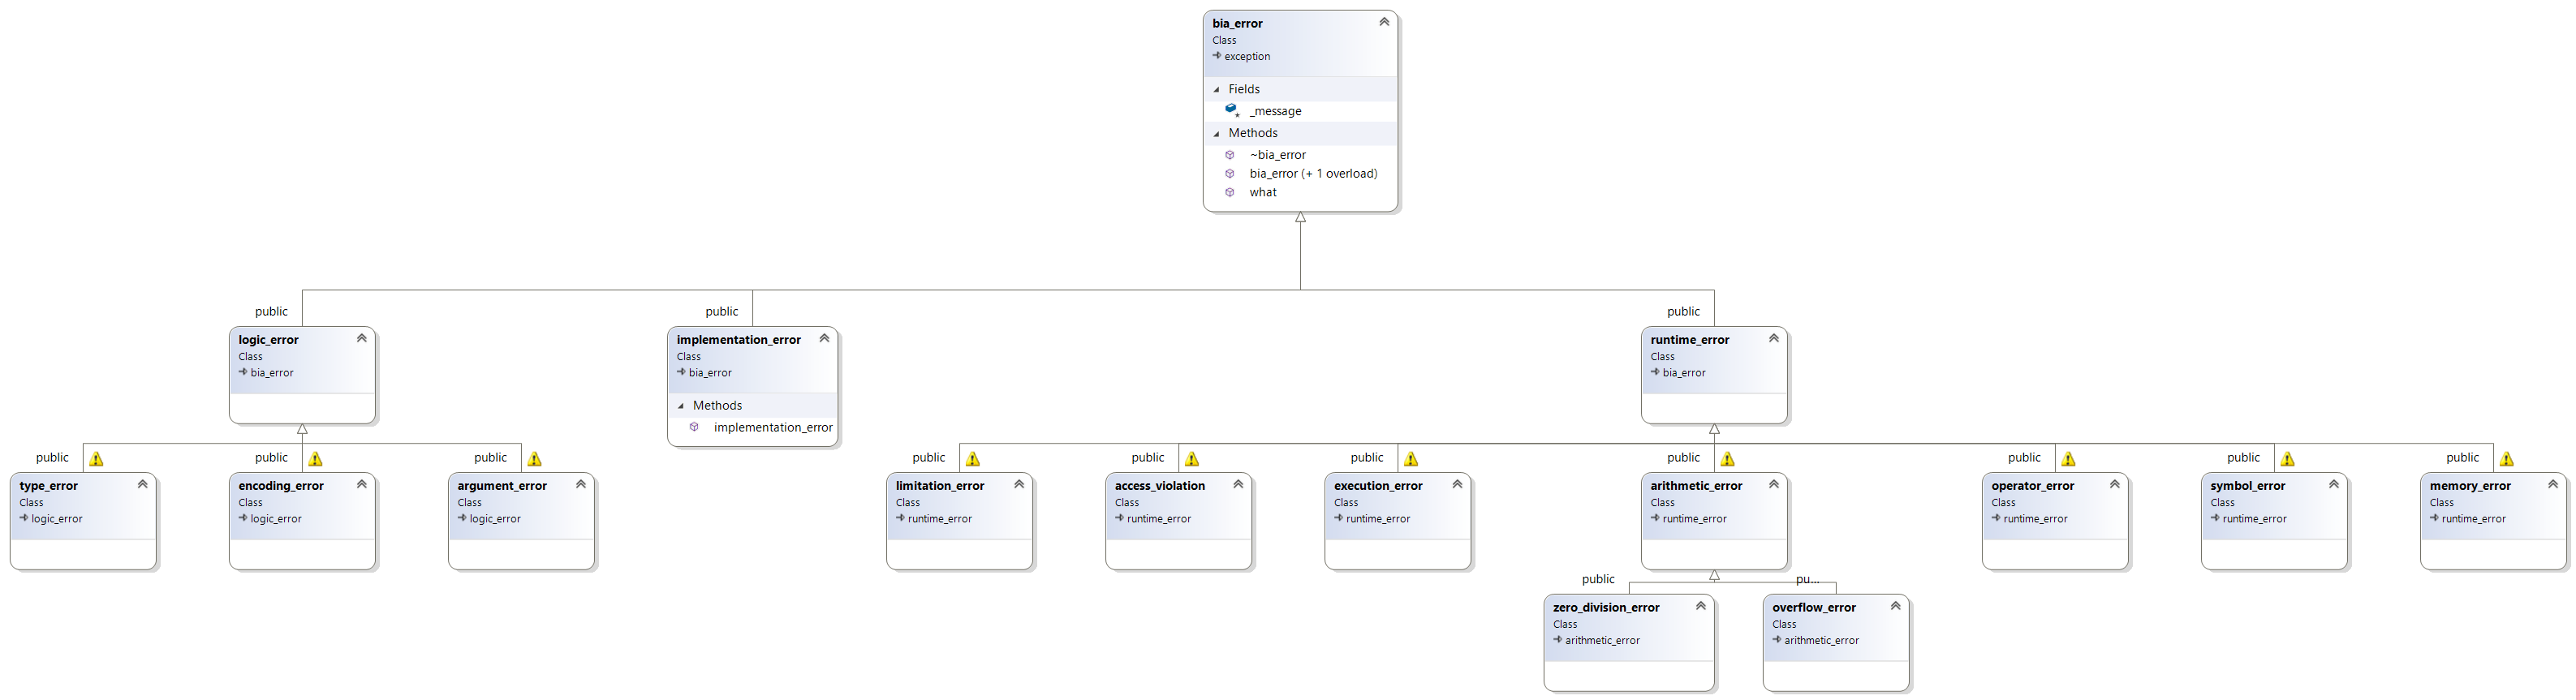 bia_error
Class
exception
Fields
_message
Methods
~bia_error
bia_error (+ 1 overload)
what
public
public
public
logic_error
Class
bia_error
implementation_error
Class
bia_error
Methods
implementation_error
runtime_error
Class
bia_error
public
public
public
public
public
public
public
public
public
public
type_error
Class
logic_error
encoding_error
Class
logic_error
argument_error
Class
logic_error
limitation_error
Class
runtime_error
access_violation
Class
runtime_error
execution_error
Class
runtime_error
arithmetic_error
Class
runtime_error
operator_error
Class
runtime_error
symbol_error
Class
runtime_error
memory_error
Class
runtime_error
public
pu...
zero_division_error
Class
arithmetic_error
overflow_error
Class
arithmetic_error